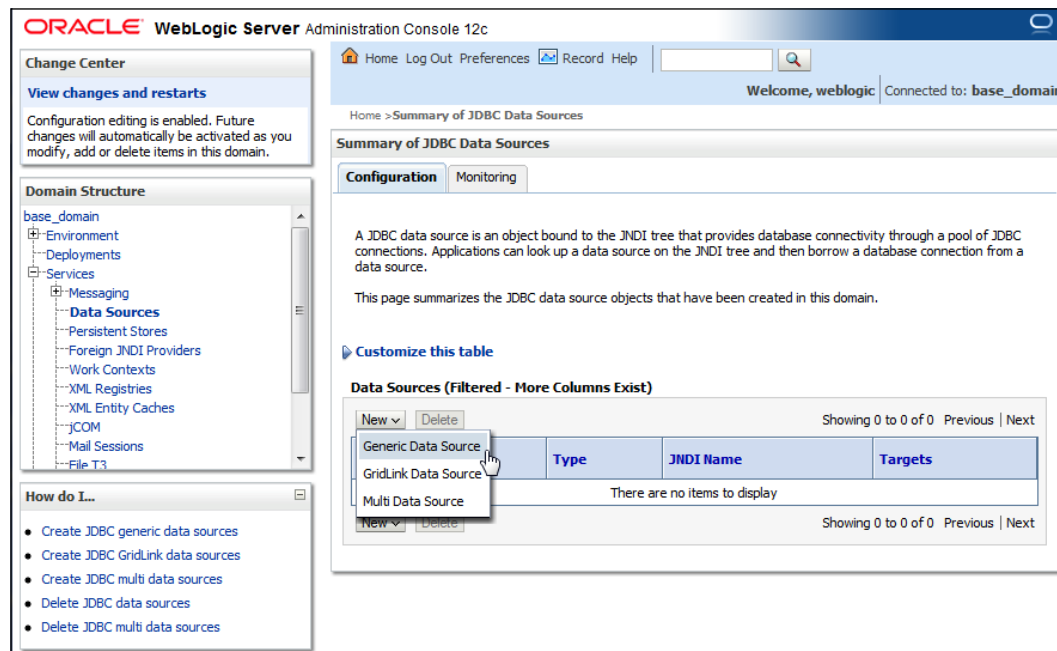 ORACLE WebLogic Server Administration Console 12c
Change Center
View changes and restarts
Configuration editing is enabled. Future
changes will automatically be activated as you
modify, add or delete items in this domain.
Domain Structure
base_domain
Environment
Deployments
Services
Messaging
Data Sources
Persistent Stores
Foreign JNDI Providers
Work Contexts
XML Registries
XML Entity Caches
jCOM
Mail Sessions
File T3
How do I...
Create JDBC generic data sources
Create JDBC GridLink data sources
Create JDBC multi data sources
Delete JDBC data sources
Delete JDBC multi data sources
Home Log Out Preferences Record Help
Welcome, weblogic Connected to: base_domain
Home >Summary of JDBC Data Sources
Summary of JDBC Data Sources
Configuration Monitoring
A JDBC data source is an object bound to the JNDI tree that provides database connectivity through a pool of JDBC
connections. Applications can look up a data source on the JNDI tree and then borrow a database connection from a
data source.
This page summarizes the JDBC data source objects that have been created in this domain.
Customize this table
Data Sources (Filtered - More Columns Exist)
New Delete Showing 0 to 0 of 0 Previous | Next
Generic Data Source
GridLink Data Source
Multi Data Source
Type JNDI Name Targets
There are no items to display
New Delete Showing 0 to 0 of 0 Previous | Next